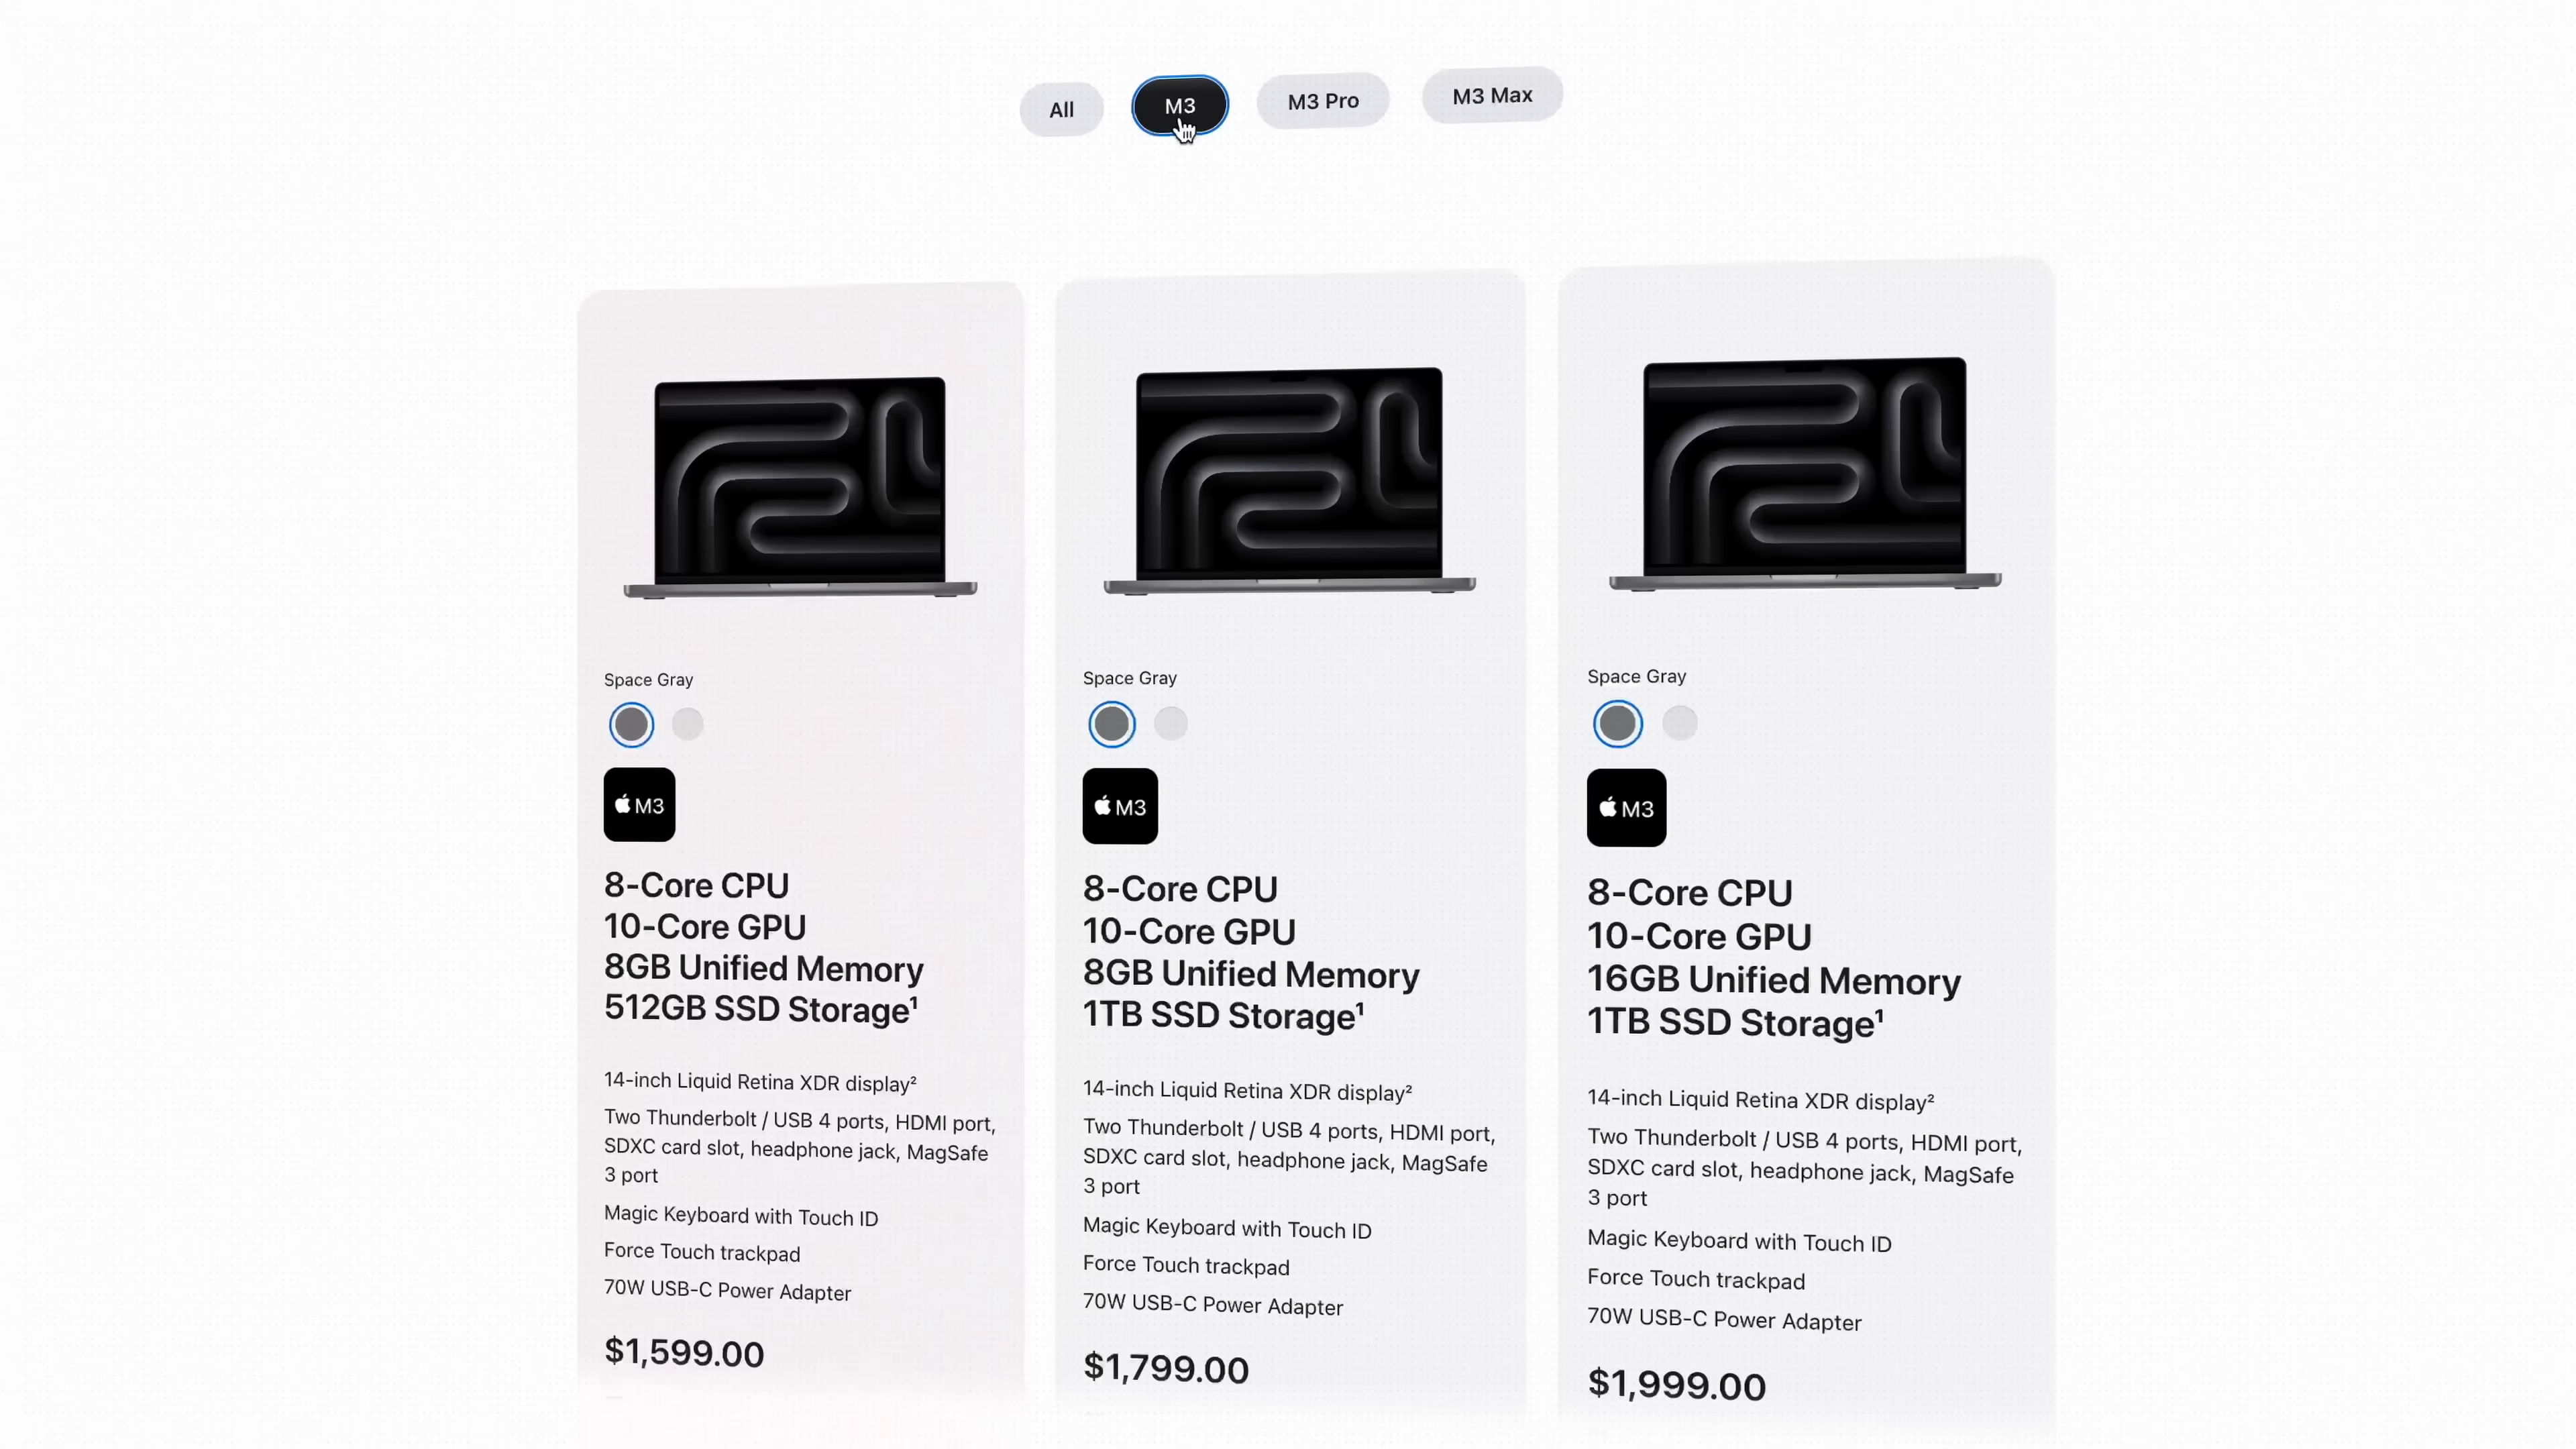 All
M3
M3 Pro
M3 Max
Space Gray
M3
8-Core CPU
10-Core GPU
8GB Unified Memory
512GB SSD Storage¹
14-inch Liquid Retina XDR display²
Two Thunderbolt / USB 4 ports, HDMI port,
SDXC card slot, headphone jack, MagSafe
3 port
Magic Keyboard with Touch ID
Force Touch trackpad
70W USB-C Power Adapter
$1,599.00
Space Gray
M3
8-Core CPU
10-Core GPU
8GB Unified Memory
1TB SSD Storage¹
14-inch Liquid Retina XDR display²
Two Thunderbolt / USB 4 ports, HDMI port,
SDXC card slot, headphone jack, MagSafe
3 port
Magic Keyboard with Touch ID
Force Touch trackpad
70W USB-C Power Adapter
$1,799.00
Space Gray
M3
8-Core CPU
10-Core GPU
16GB Unified Memory
1TB SSD Storage¹
14-inch Liquid Retina XDR display²
Two Thunderbolt / USB 4 ports, HDMI port,
SDXC card slot, headphone jack, MagSafe
3 port
Magic Keyboard with Touch ID
Force Touch trackpad
70W USB-C Power Adapter
$1,999.00